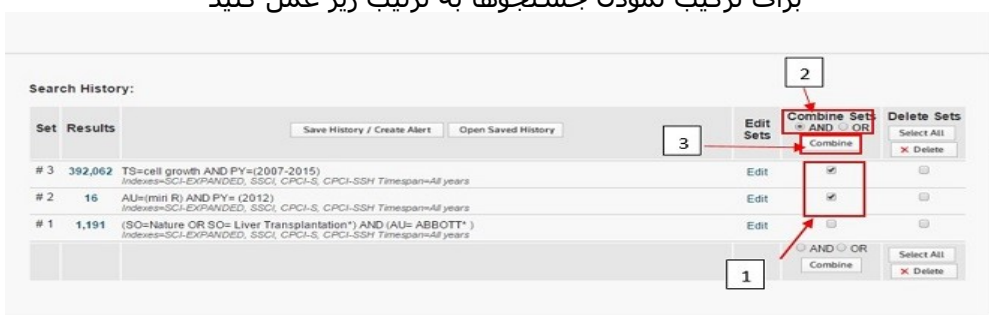 برای ترکیب نموده جستجوها به ترتیب زیر عمل کنید
2
Search History:
Set Results Save History / Create Alert Open Saved History Edit Sets Combine Sets AND OR Combine Delete Sets Select All Delete
3
# 3 392,062 TS=cell growth AND PY=(2007-2015) Edit
Indexes=SCI-EXPANDED, SSCI, CPCI-S, CPCI-SSH Timespan=All years
# 2 16 AU=(miri R) AND PY= (2012) Edit
Indexes=SCI-EXPANDED, SSCI, CPCI-S, CPCI-SSH Timespan=All years
# 1 1,191 (SO=Nature OR SO= Liver Transplantation*) AND (AU= ABBOTT* ) Edit
Indexes=SCI-EXPANDED, SSCI, CPCI-S, CPCI-SSH Timespan=All years
AND OR Select All
Combine Delete
1